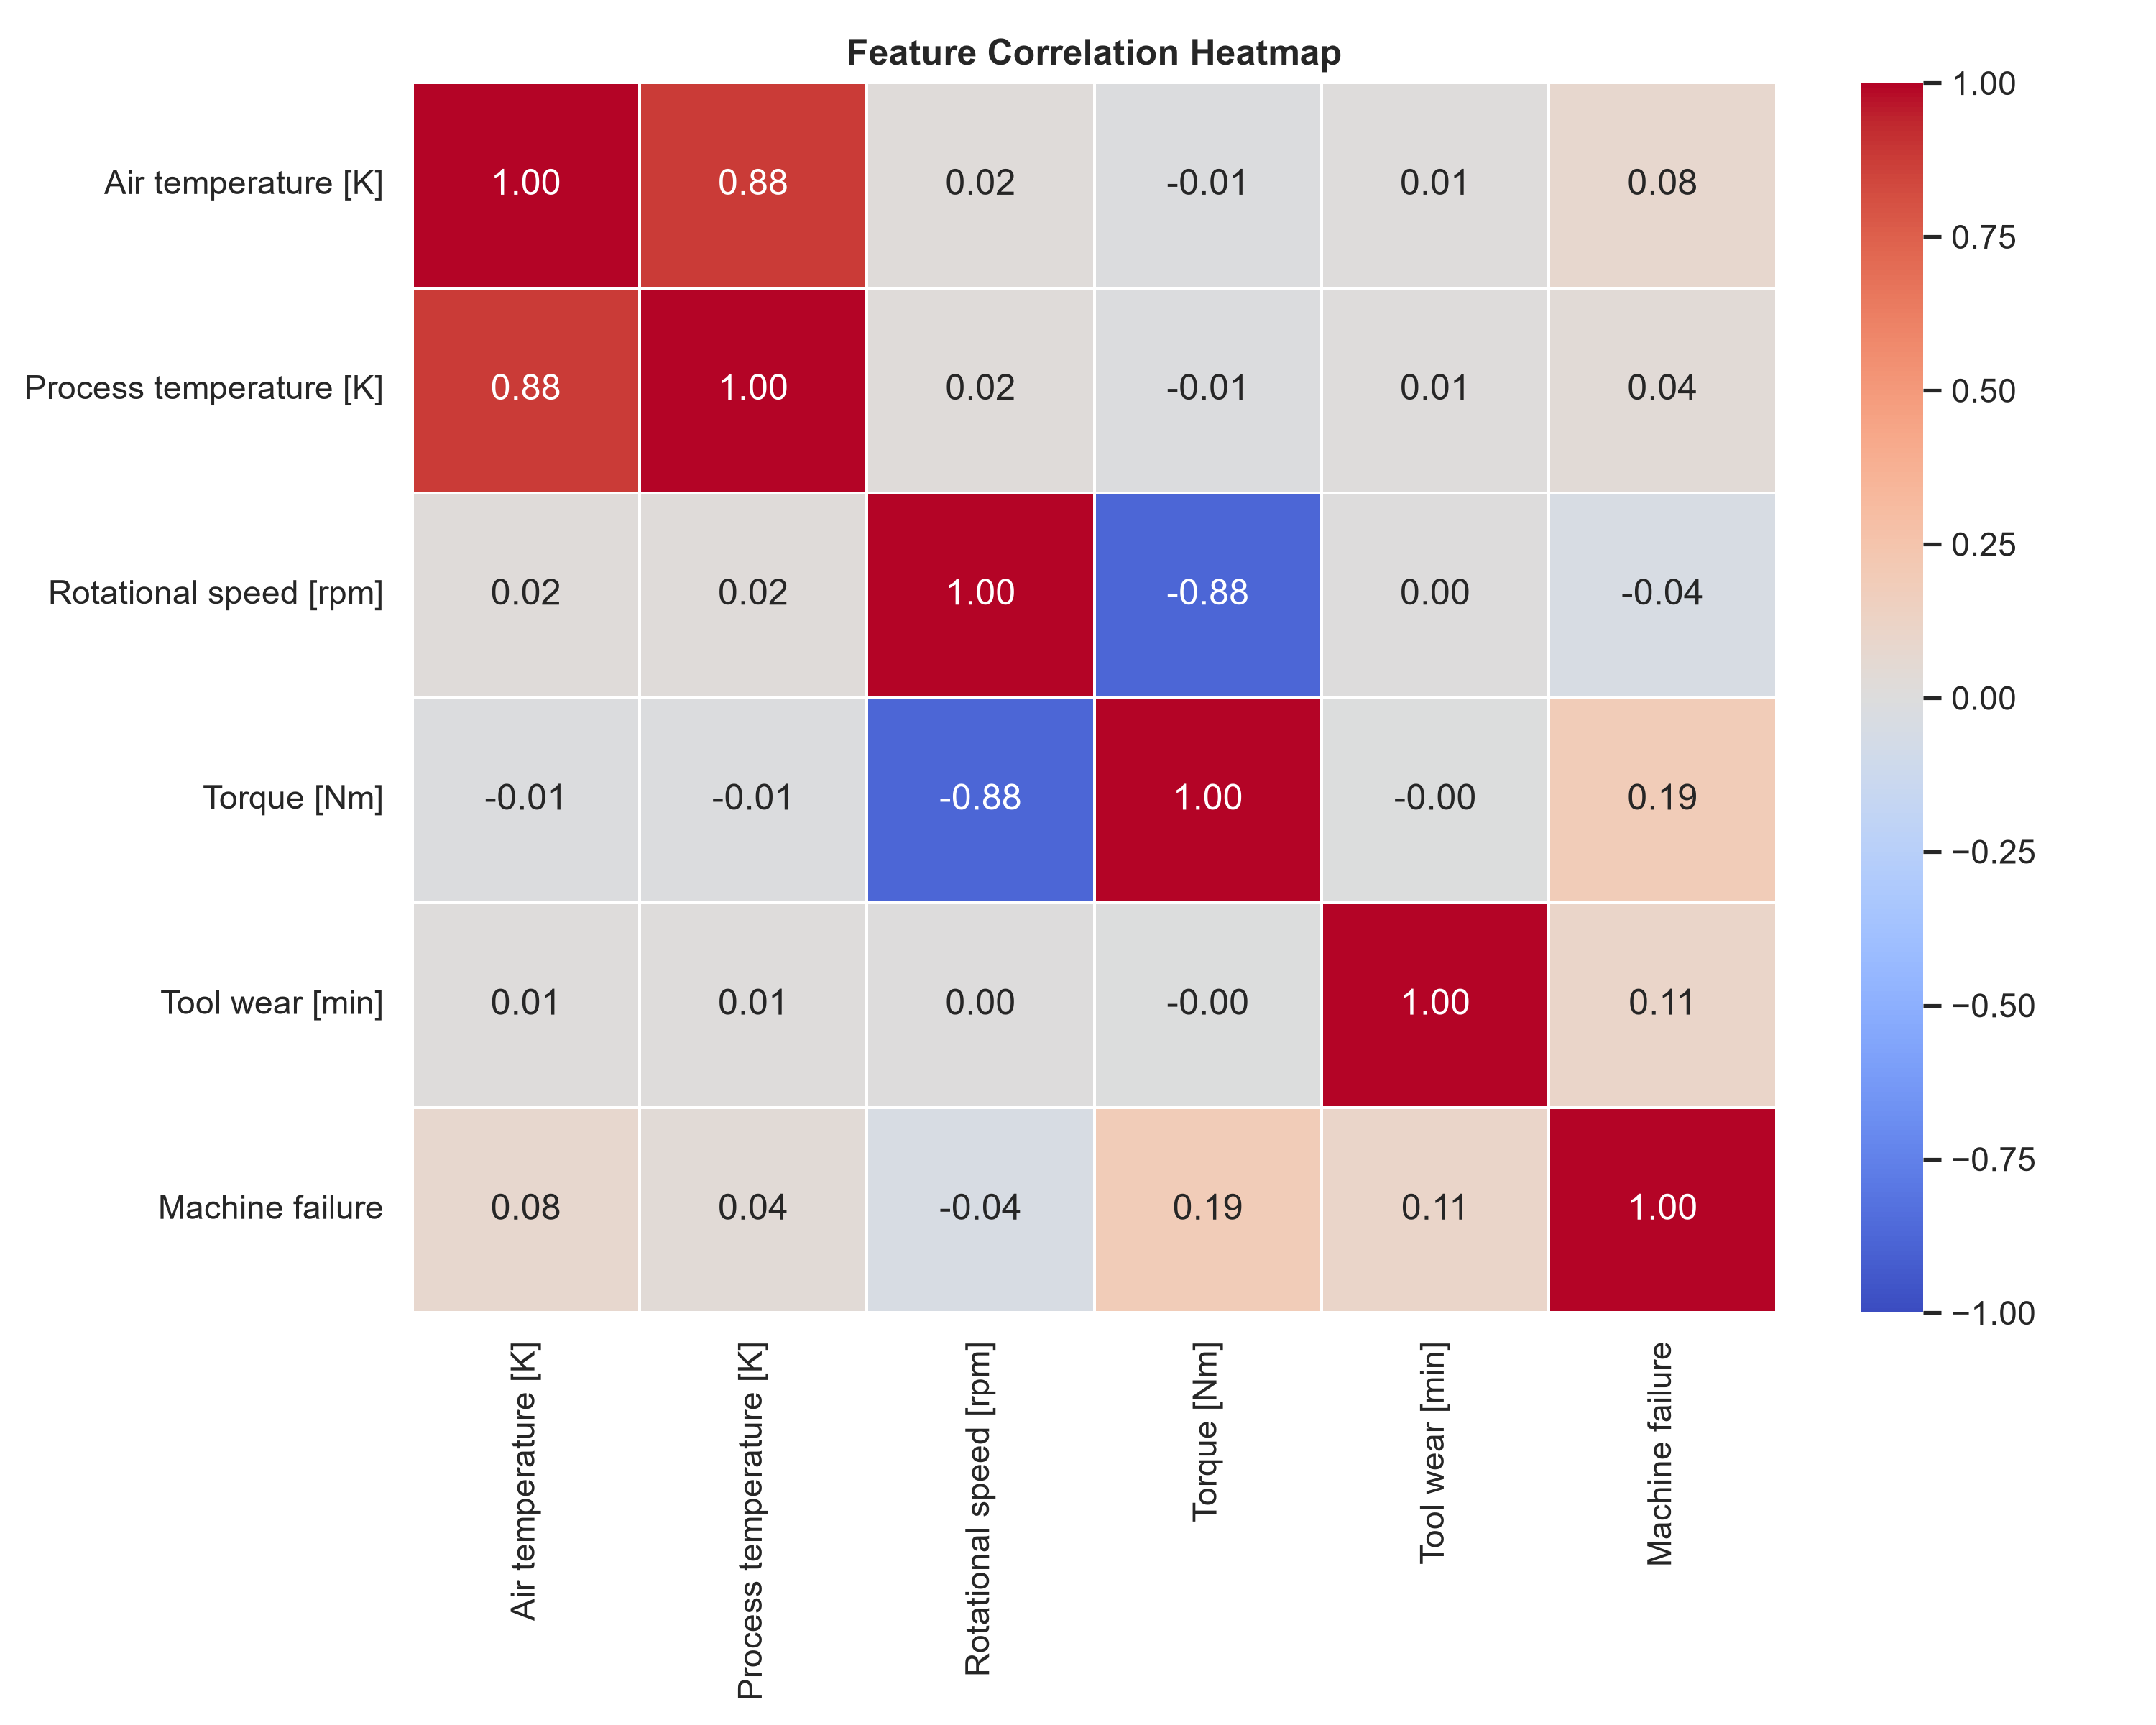 Feature Correlation Heatmap
Air temperature [K] 1.00 0.88 0.02 -0.01 0.01 0.08
Process temperature [K] 0.88 1.00 0.02 -0.01 0.01 0.04
Rotational speed [rpm] 0.02 0.02 1.00 -0.88 0.00 -0.04
Torque [Nm] -0.01 -0.01 -0.88 1.00 -0.00 0.19
Tool wear [min] 0.01 0.01 0.00 -0.00 1.00 0.11
Machine failure 0.08 0.04 -0.04 0.19 0.11 1.00
Air temperature [K]
Process temperature [K]
Rotational speed [rpm]
Torque [Nm]
Tool wear [min]
Machine failure
1.00
0.75
0.50
0.25
0.00
−0.25
−0.50
−0.75
−1.00